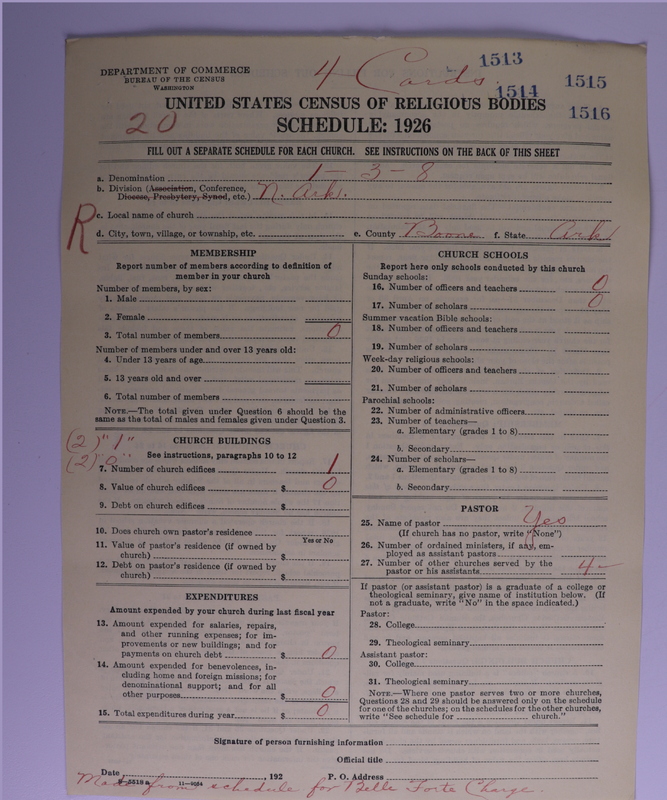 DEPARTMENT OF COMMERCE
BUREAU OF THE CENSUS
WASHINGTON
4 Cards
1513
1514
1515
1516
20
UNITED STATES CENSUS OF RELIGIOUS BODIES
SCHEDULE: 1926
FILL OUT A SEPARATE SCHEDULE FOR EACH CHURCH. SEE INSTRUCTIONS ON THE BACK OF THIS SHEET
a. Denomination 1-3-8
b. Division (Association, Conference,
Diocese, Presbytery, Synod, etc.) N. Ark.
R
c. Local name of church
d. City, town, village, or township, etc. e. County Boone f. State Ark
MEMBERSHIP
Report number of members according to definition of
member in your church
Number of members, by sex:
1. Male
2. Female
3. Total number of members 0
Number of members under and over 13 years old:
4. Under 13 years of age
5. 13 years old and over
6. Total number of members
NOTE.—The total given under Question 6 should be the
same as the total of males and females given under Question 3.
(2) "1"
(2) "0"
CHURCH BUILDINGS
See instructions, paragraphs 10 to 12
7. Number of church edifices 1
8. Value of church edifices $ 0
9. Debt on church edifices $
10. Does church own pastor's residence
Yes or No
11. Value of pastor's residence (if owned by
church) $
12. Debt on pastor's residence (if owned by
church) $
EXPENDITURES
Amount expended by your church during last fiscal year
13. Amount expended for salaries, repairs,
and other running expenses; for im-
provements or new buildings; and for
payments on church debt $ 0
14. Amount expended for benevolences, in-
cluding home and foreign missions; for
denominational support; and for all
other purposes $ 0
15. Total expenditures during year $ 0
CHURCH SCHOOLS
Report here only schools conducted by this church
Sunday schools:
16. Number of officers and teachers 0
17. Number of scholars 0
Summer vacation Bible schools:
18. Number of officers and teachers
19. Number of scholars
Week-day religious schools:
20. Number of officers and teachers
21. Number of scholars
Parochial schools:
22. Number of administrative officers
23. Number of teachers—
a. Elementary (grades 1 to 8)
b. Secondary
24. Number of scholars—
a. Elementary (grades 1 to 8)
b. Secondary
PASTOR
25. Name of pastor Yes
(If church has no pastor, write "None")
26. Number of ordained ministers, if any, em-
ployed as assistant pastors
27. Number of other churches served by the
pastor or his assistants 4
If pastor (or assistant pastor) is a graduate of a college or
theological seminary, give name of institution below. (If
not a graduate, write "No" in the space indicated.)
Pastor:
28. College
29. Theological seminary
Assistant pastor:
30. College
31. Theological seminary
NOTE.—Where one pastor serves two or more churches,
Questions 28 and 29 should be answered only on the schedule
for one of the churches; on the schedules for the other churches,
write "See schedule for church."
Signature of person furnishing information
Official title
Date , 192 P. O. Address
11—9084
Made from schedule for Belle Forte Charge.